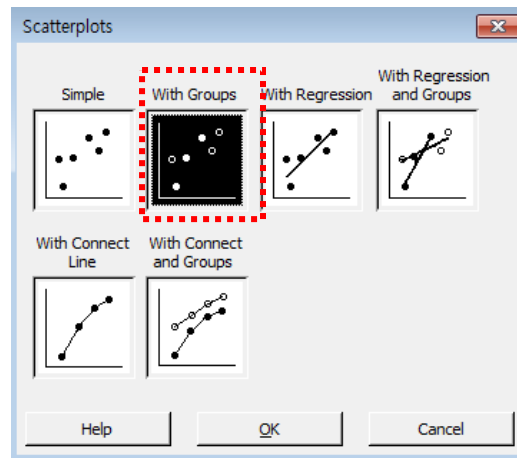 Scatterplots
Simple
With Groups
With Regression
With Regression
and Groups
With Connect
Line
With Connect
and Groups
Help
OK
Cancel